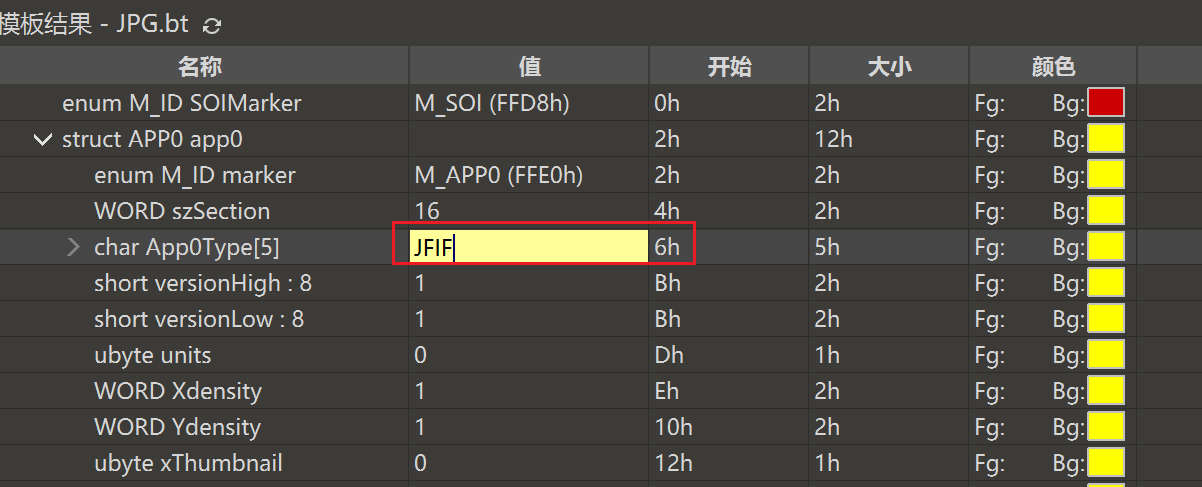 模板结果 - JPG.bt
名称 值 开始 大小 颜色
enum M_ID SOIMarker M_SOI (FFD8h) 0h 2h Fg: Bg:
struct APP0 app0 2h 12h Fg: Bg:
enum M_ID marker M_APP0 (FFE0h) 2h 2h Fg: Bg:
WORD szSection 16 4h 2h Fg: Bg:
char App0Type[5] JFIF 6h 5h Fg: Bg:
short versionHigh : 8 1 Bh 2h Fg: Bg:
short versionLow : 8 1 Bh 2h Fg: Bg:
ubyte units 0 Dh 1h Fg: Bg:
WORD Xdensity 1 Eh 2h Fg: Bg:
WORD Ydensity 1 10h 2h Fg: Bg:
ubyte xThumbnail 0 12h 1h Fg: Bg: